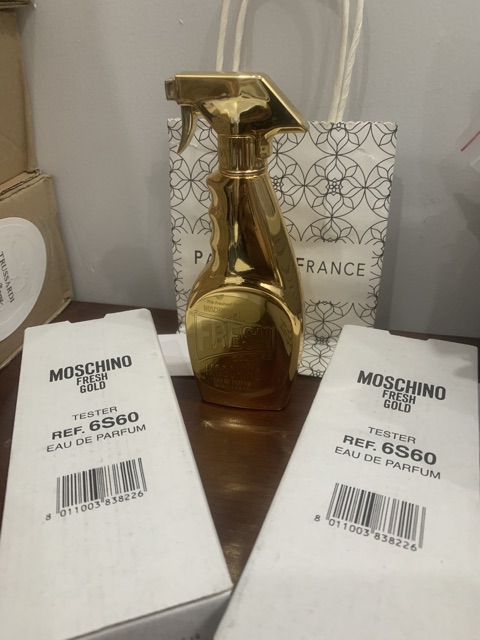 TRUSSARDI
FRANCE
FRESH
MOSCHINO
FRESH
GOLD
TESTER
REF. 6S60
EAU DE PARFUM
8 011003 838226
MOSCHINO
FRESH
GOLD
TESTER
REF. 6S60
EAU DE PARFUM
8 011003 838226